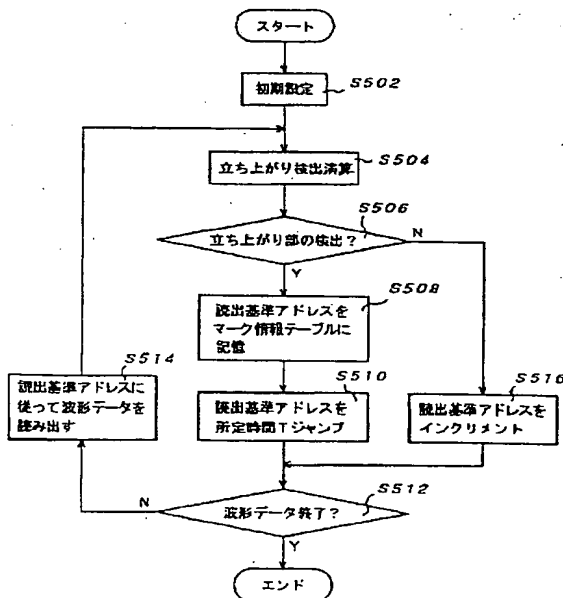 スタート
初期設定
S502
立ち上がり検出演算
S504
立ち上がり部の検出?
S506
N
Y
読出基準アドレスを
マーク情報テーブルに
記憶
S508
読出基準アドレスを
所定時間Tジャンプ
S510
読出基準アドレスを
インクリメント
S516
読出基準アドレスに
従って波形データを
読み出す
S514
波形データ終了?
S512
N
Y
エンド